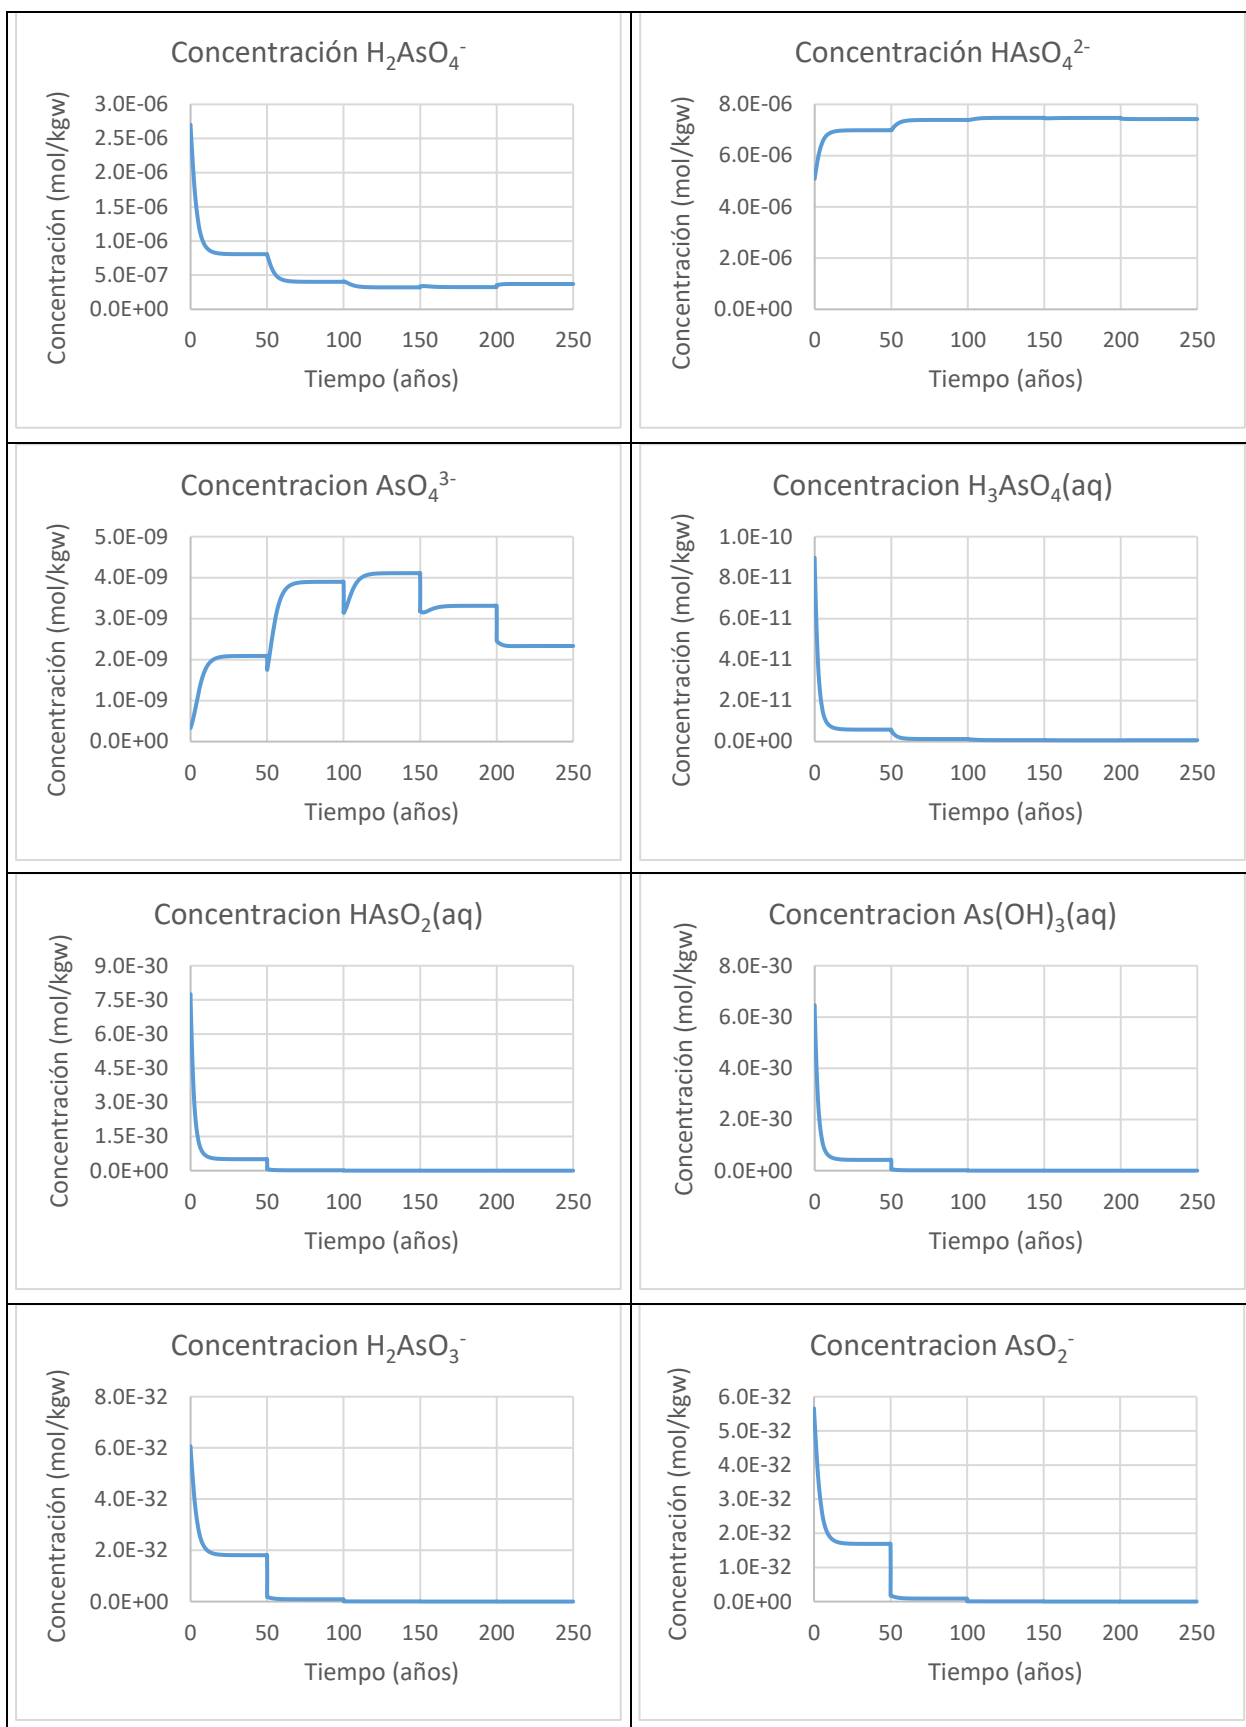 Concentración H₂AsO₄⁻
Concentración (mol/kgw)
3.0E-06
2.5E-06
2.0E-06
1.5E-06
1.0E-06
5.0E-07
0.0E+00
0 50 100 150 200 250
Tiempo (años)
Concentración HAsO₄²⁻
Concentración (mol/kgw)
8.0E-06
6.0E-06
4.0E-06
2.0E-06
0.0E+00
0 50 100 150 200 250
Tiempo (años)
Concentracion AsO₄³⁻
Concentración (mol/kgw)
5.0E-09
4.0E-09
3.0E-09
2.0E-09
1.0E-09
0.0E+00
0 50 100 150 200 250
Tiempo (años)
Concentracion H₃AsO₄(aq)
Concentración (mol/kgw)
1.0E-10
8.0E-11
6.0E-11
4.0E-11
2.0E-11
0.0E+00
0 50 100 150 200 250
Tiempo (años)
Concentracion HAsO₂(aq)
Concentración (mol/kgw)
9.0E-30
7.5E-30
6.0E-30
4.5E-30
3.0E-30
1.5E-30
0.0E+00
0 50 100 150 200 250
Tiempo (años)
Concentracion As(OH)₃(aq)
Concentración (mol/kgw)
8.0E-30
6.0E-30
4.0E-30
2.0E-30
0.0E+00
0 50 100 150 200 250
Tiempo (años)
Concentracion H₂AsO₃⁻
Concentración (mol/kgw)
8.0E-32
6.0E-32
4.0E-32
2.0E-32
0.0E+00
0 50 100 150 200 250
Tiempo (años)
Concentracion AsO₂⁻
Concentración (mol/kgw)
6.0E-32
5.0E-32
4.0E-32
3.0E-32
2.0E-32
1.0E-32
0.0E+00
0 50 100 150 200 250
Tiempo (años)